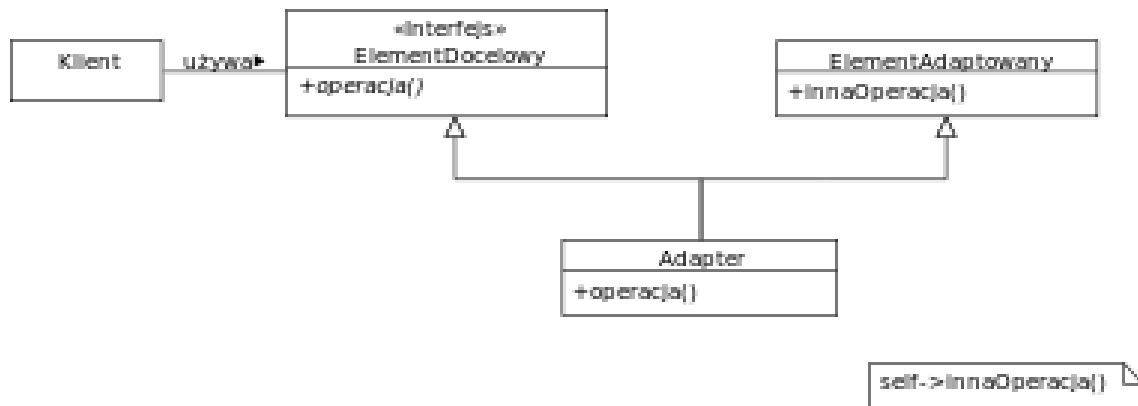 Klient
używa
«Interfejs»
ElementDocelowy
+operacja()
ElementAdaptowany
+innaOperacja()
Adapter
+operacja()
self->innaOperacja()